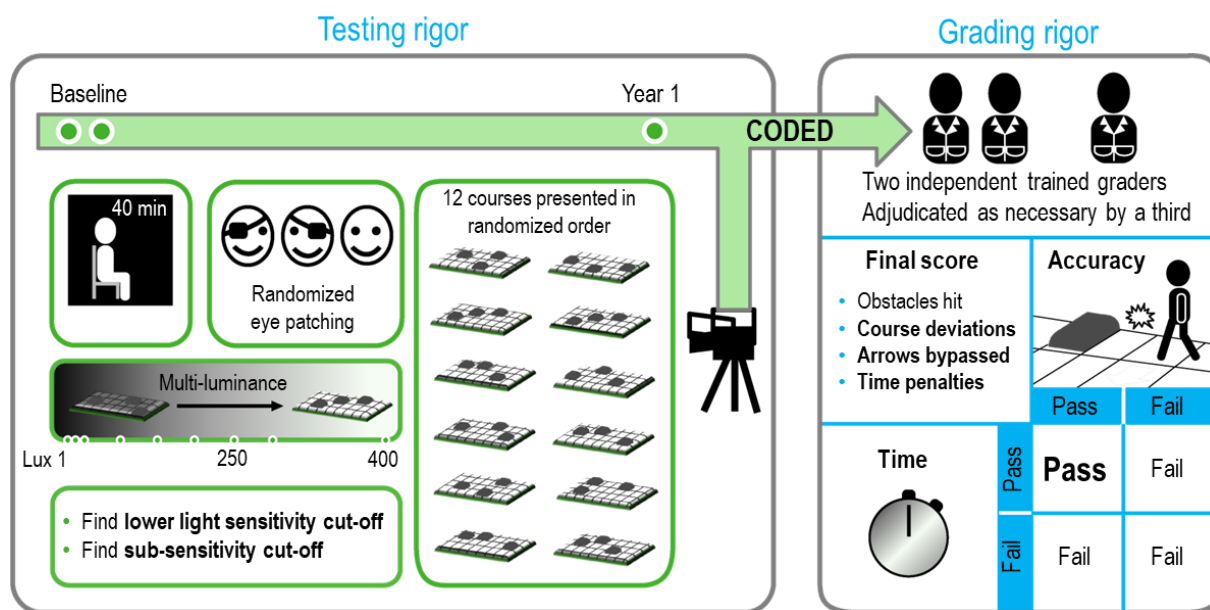 Testing rigor
Baseline
Year 1
CODED
40 min
Randomized
eye patching
12 courses presented in
randomized order
Multi-luminance
Lux 1
250
400
• Find lower light sensitivity cut-off
• Find sub-sensitivity cut-off
Grading rigor
Two independent trained graders
Adjudicated as necessary by a third
Final score
• Obstacles hit
• Course deviations
• Arrows bypassed
• Time penalties
Accuracy
Pass
Fail
Time
Pass
Pass
Fail
Fail
Fail
Fail